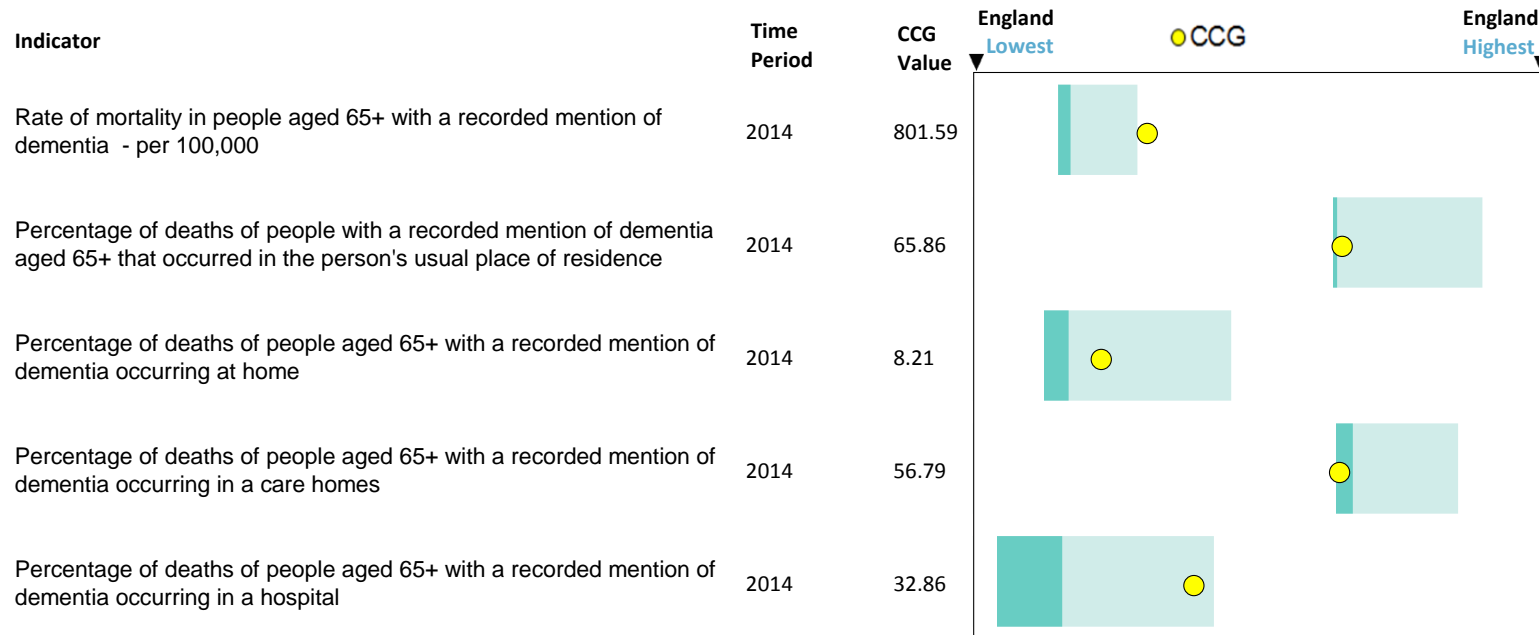 Indicator
Time Period
CCG Value
England Lowest
CCG
England Highest
Rate of mortality in people aged 65+ with a recorded mention of
dementia  - per 100,000
2014
801.59
Percentage of deaths of people with a recorded mention of dementia
aged 65+ that occurred in the person's usual place of residence
2014
65.86
Percentage of deaths of people aged 65+ with a recorded mention of
dementia occurring at home
2014
8.21
Percentage of deaths of people aged 65+ with a recorded mention of
dementia occurring in a care homes
2014
56.79
Percentage of deaths of people aged 65+ with a recorded mention of
dementia occurring in a hospital
2014
32.86